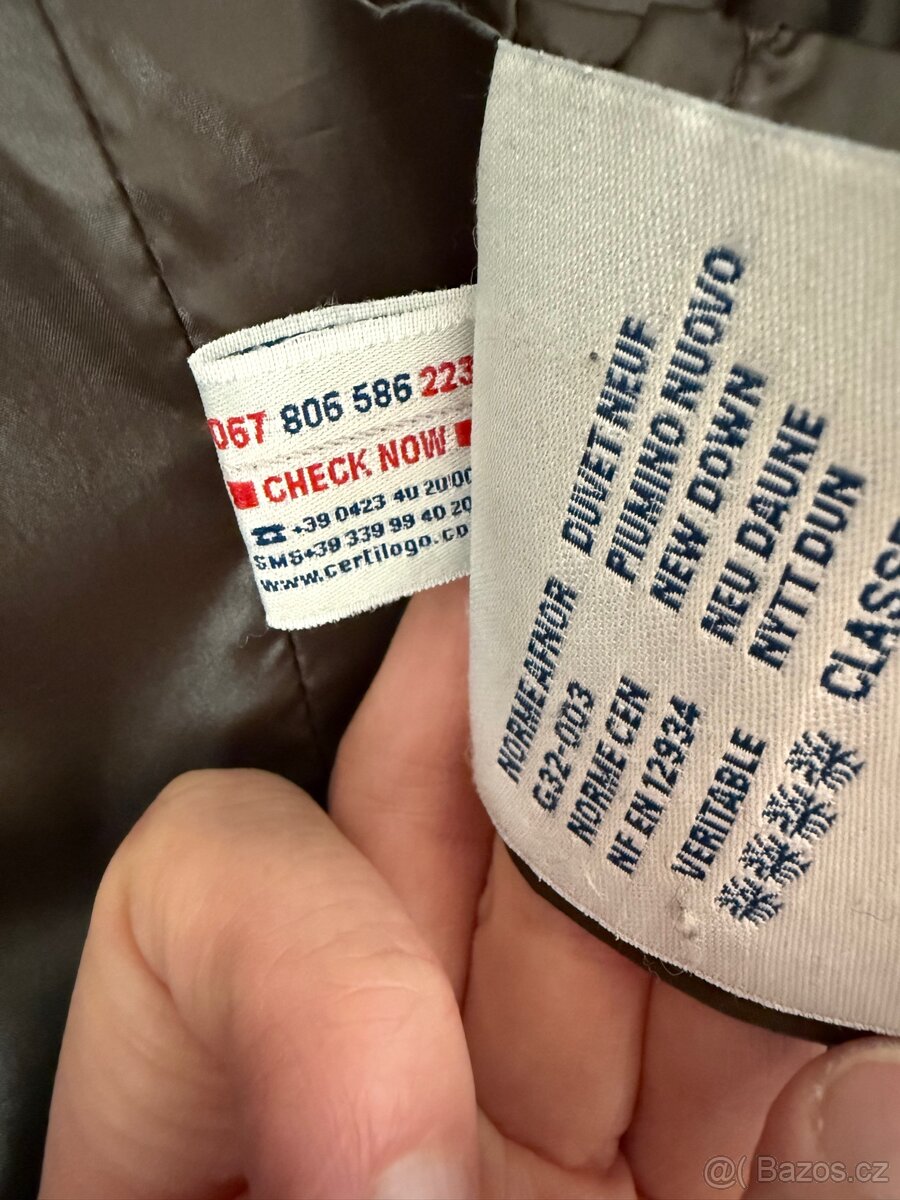 067 806 586 223
CHECK NOW
☎ +39 0423 40 20 00
SMS+39 339 99 40 20
www.certilogo.co
NORME AFNOR
G32-003
NORME CEN
NF EN 12934
VERITABLE
DUVET NEUF
PIUMINO NUOVO
NEW DOWN
NEU DAUNE
NYTT DUN
CLASSE
@( Bazos.cz